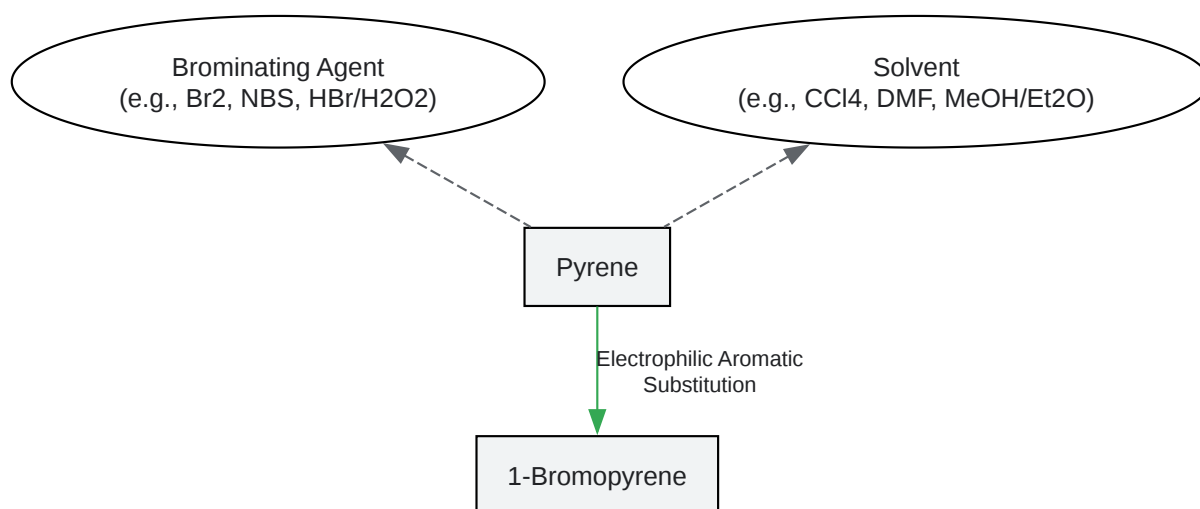 Brominating Agent
(e.g., Br2, NBS, HBr/H2O2)
Solvent
(e.g., CCl4, DMF, MeOH/Et2O)
Pyrene
Electrophilic Aromatic
Substitution
1-Bromopyrene